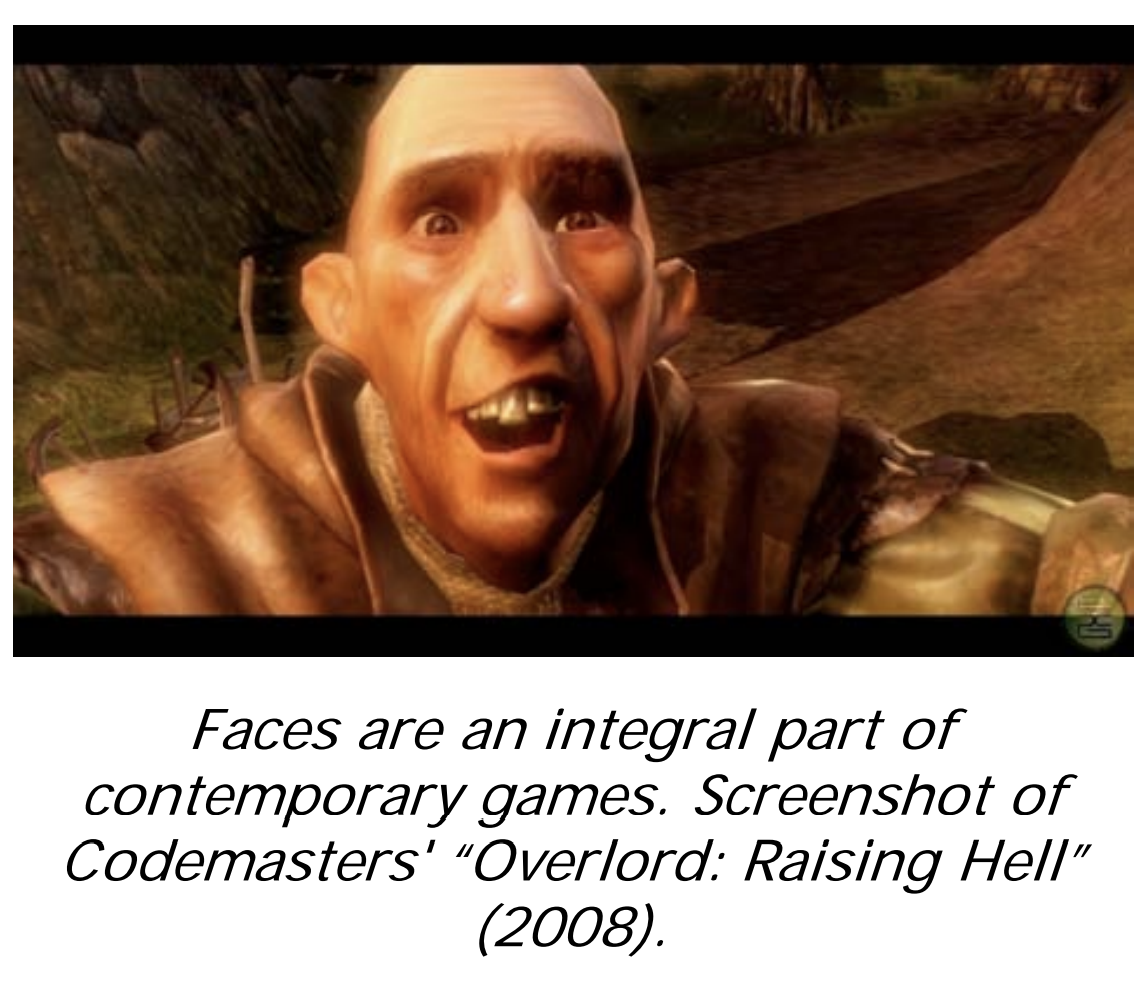 Faces are an integral part of
contemporary games. Screenshot of
Codemasters' “Overlord: Raising Hell”
(2008).